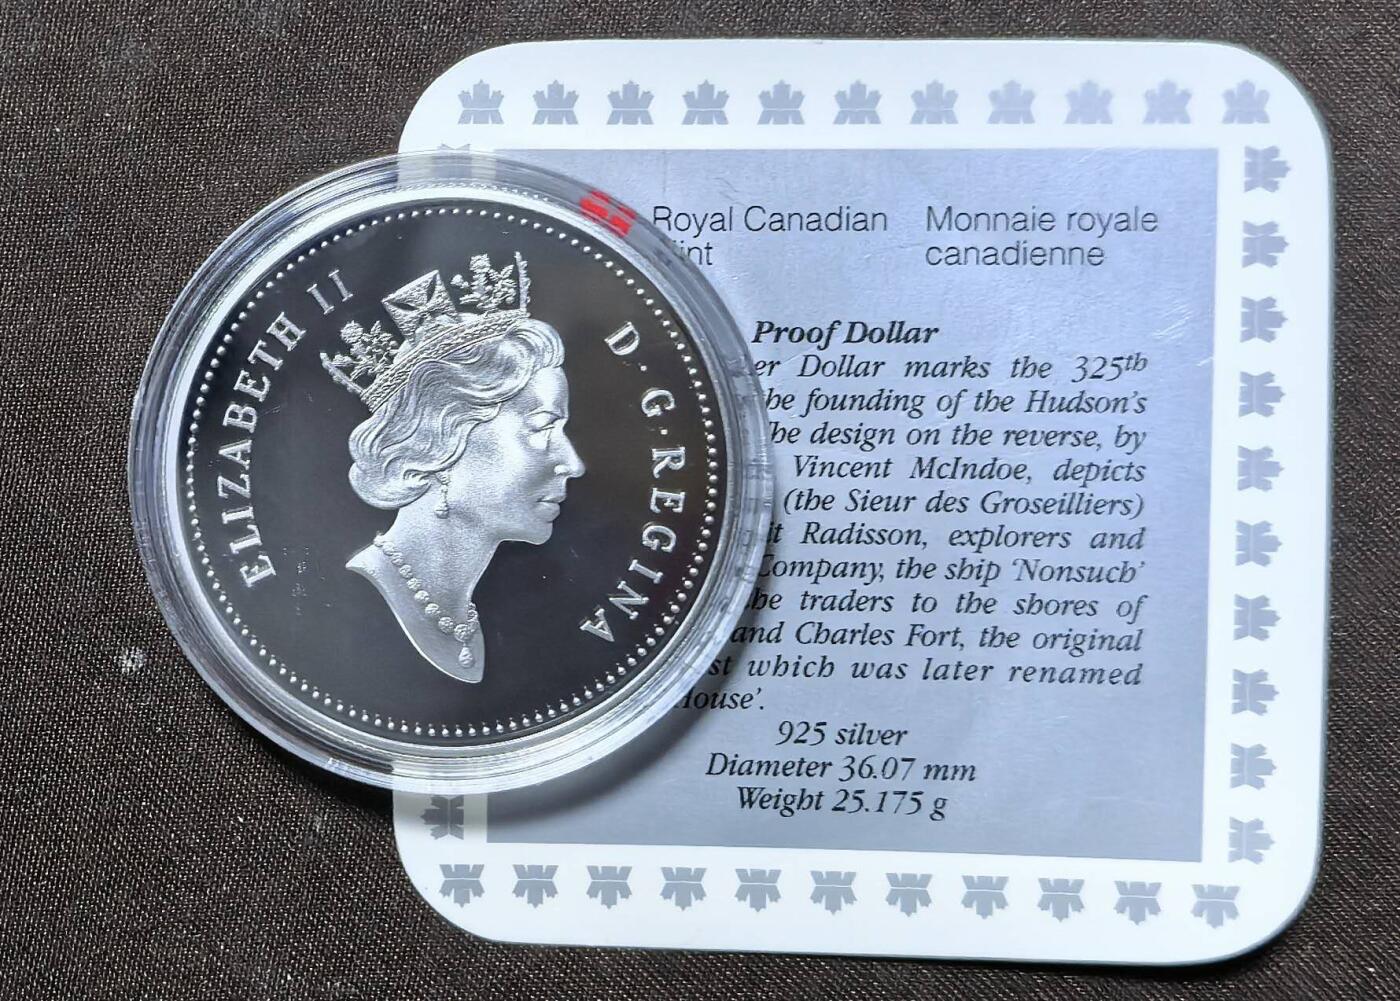 ELIZABETH II D·G·REGINA
Royal Canadian
Monnaie royale
canadienne
Proof Dollar
Dollar marks the 325th
the founding of the Hudson's
The design on the reverse, by
Vincent McIndoe, depicts
(the Sieur des Groseilliers)
Radisson, explorers and
Company, the ship 'Nonsuch'
the traders to the shores of
and Charles Fort, the original
which was later renamed
House'.
925 silver
Diameter 36.07 mm
Weight 25.175 g